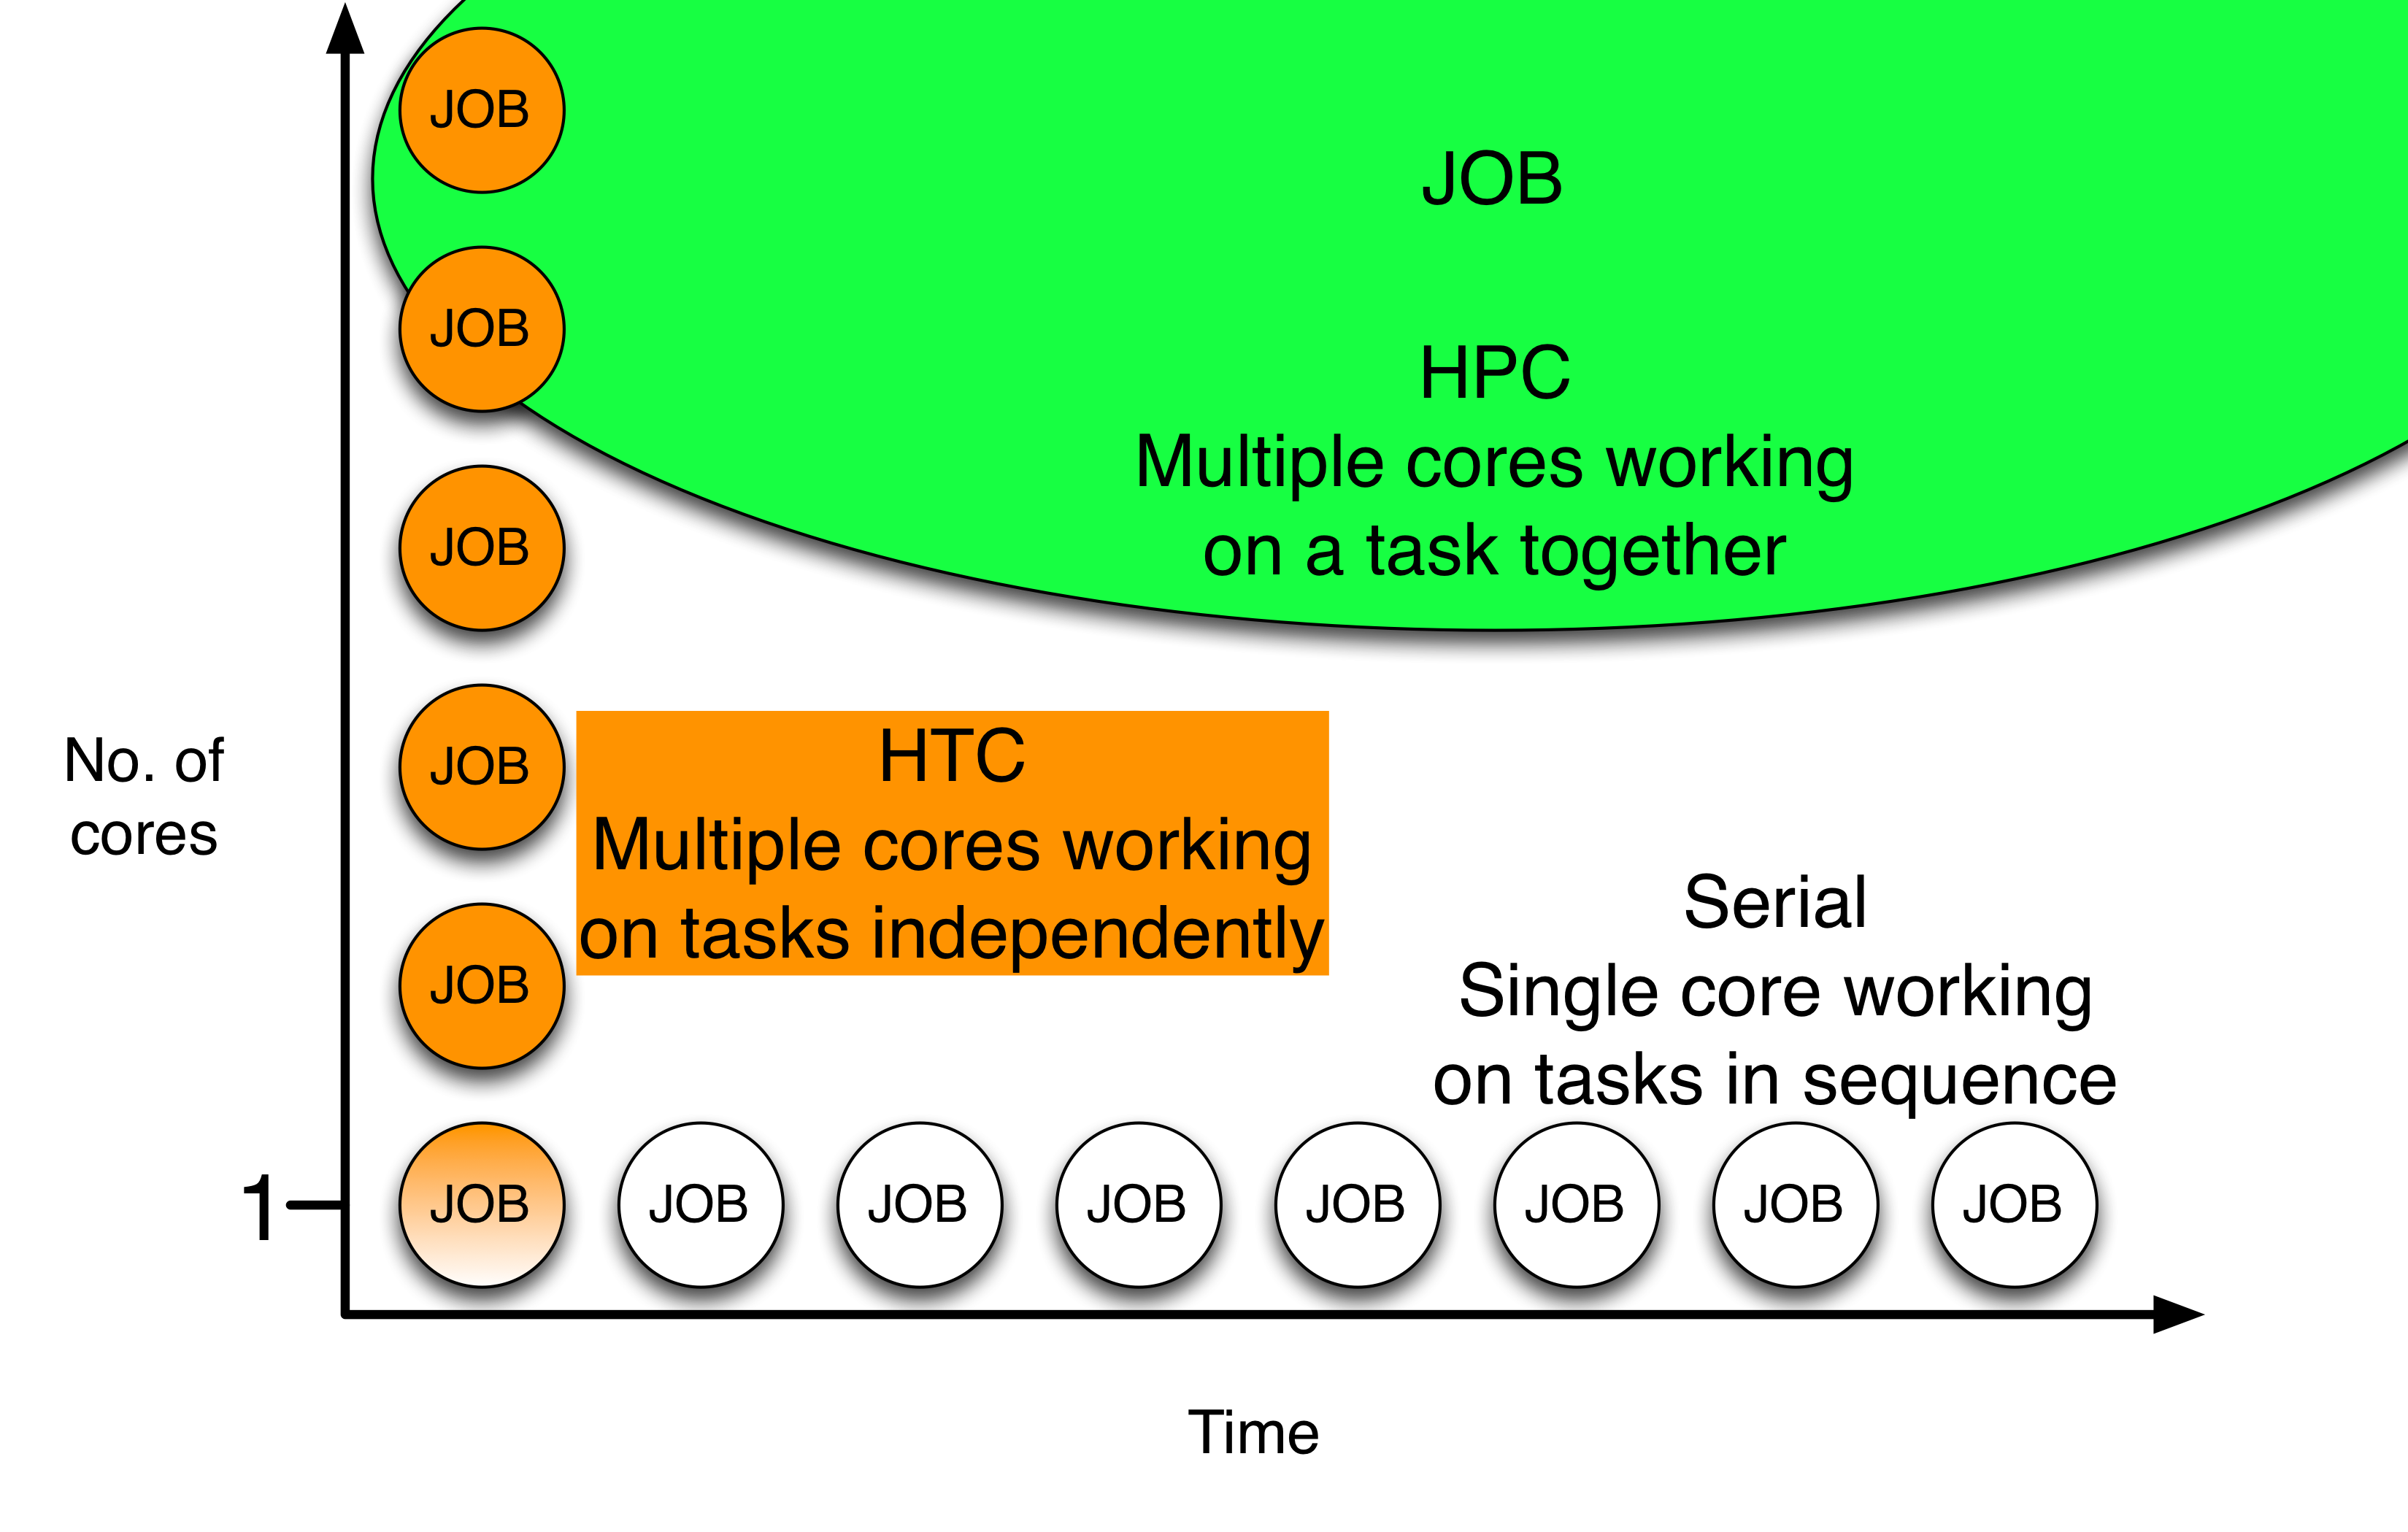 JOB
JOB
JOB
HPC
Multiple cores working
on a task together
JOB
JOB
HTC
Multiple cores working
on tasks independently
No. of
cores
JOB
Serial
Single core working
on tasks in sequence
1
JOB
JOB
JOB
JOB
JOB
JOB
JOB
JOB
Time